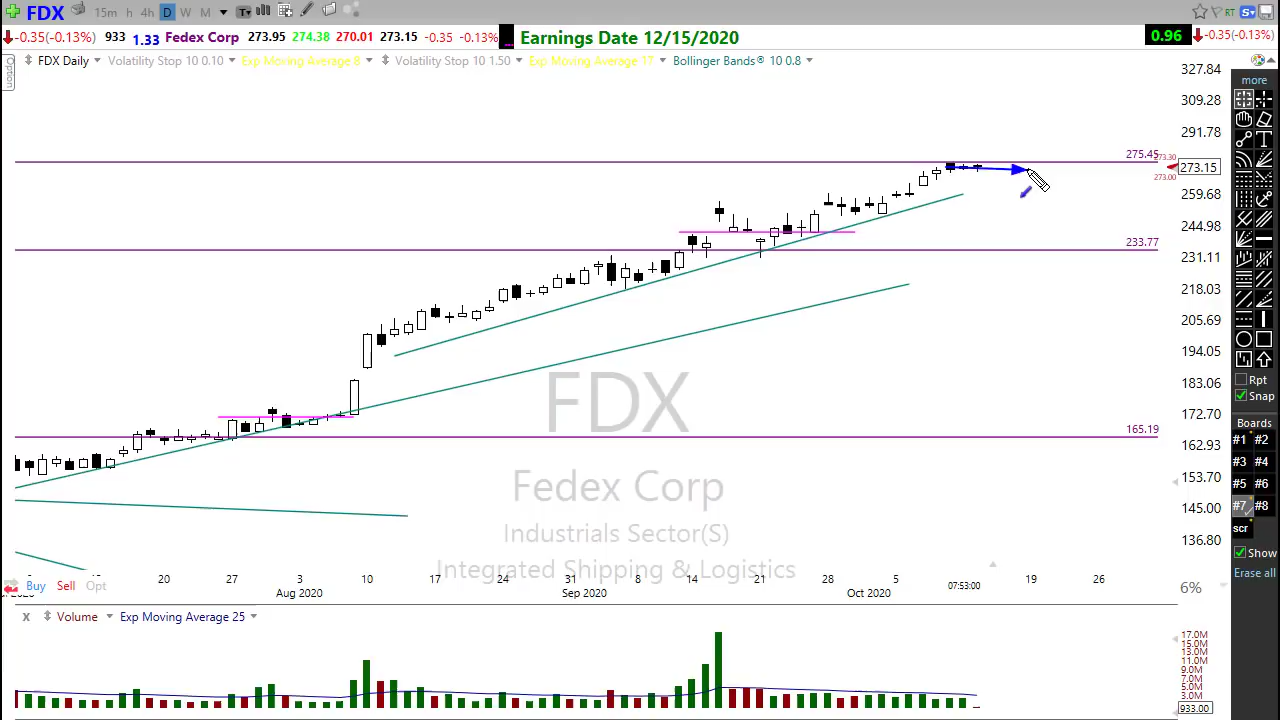 FDX 15m h 4h D W M T RT S
-0.35(-0.13%) 933 1.33 Fedex Corp 273.95 274.38 270.01 273.15 -0.35 -0.13% Earnings Date 12/15/2020 0.96 -0.35(-0.13%)
Option
FDX Daily Volatility Stop 10 0.10 Exp Moving Average 8 Volatility Stop 10 1.50 Exp Moving Average 17 Bollinger Bands® 10 0.8
327.84
309.28
291.78
275.45
273.30
273.15
273.00
259.68
244.98
233.77
231.11
218.03
205.69
194.05
183.06
172.70
165.19
162.93
153.70
145.00
136.80
FDX
Fedex Corp
Industrials Sector(S)
Integrated Shipping & Logistics
Buy Sell Opt
20 27 3 10 17 24 31 8 14 21 28 5 07:53:00 19 26
Aug 2020 Sep 2020 Oct 2020
6%
X Volume Exp Moving Average 25
17.0M
15.0M
13.0M
11.0M
9.0M
7.0M
5.0M
3.0M
933.00
more
T
Rpt
Snap
Boards
#1 #2
#3 #4
#5 #6
#7 #8
scr
Show
Erase all